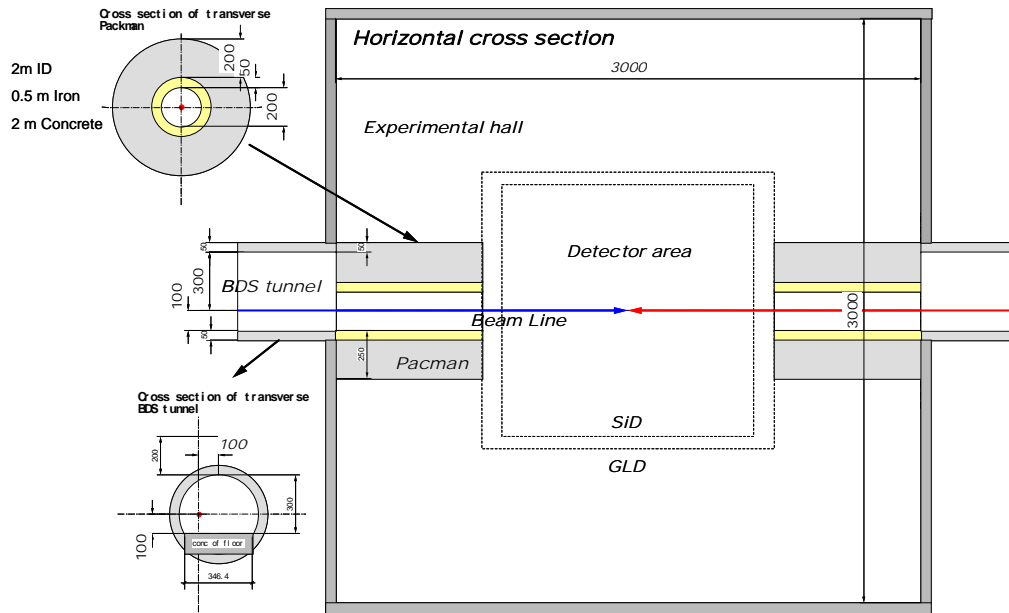 Cross section of transverse
Packman
2m ID
0.5 m Iron
2 m Concrete
200
50
200
Horizontal cross section
3000
Experimental hall
Detector area
50
300
100
50
BDS tunnel
50
Beam Line
3000
250
Pacman
SiD
GLD
Cross section of transverse
BDS tunnel
100
200
300
100
conc of floor
346.4